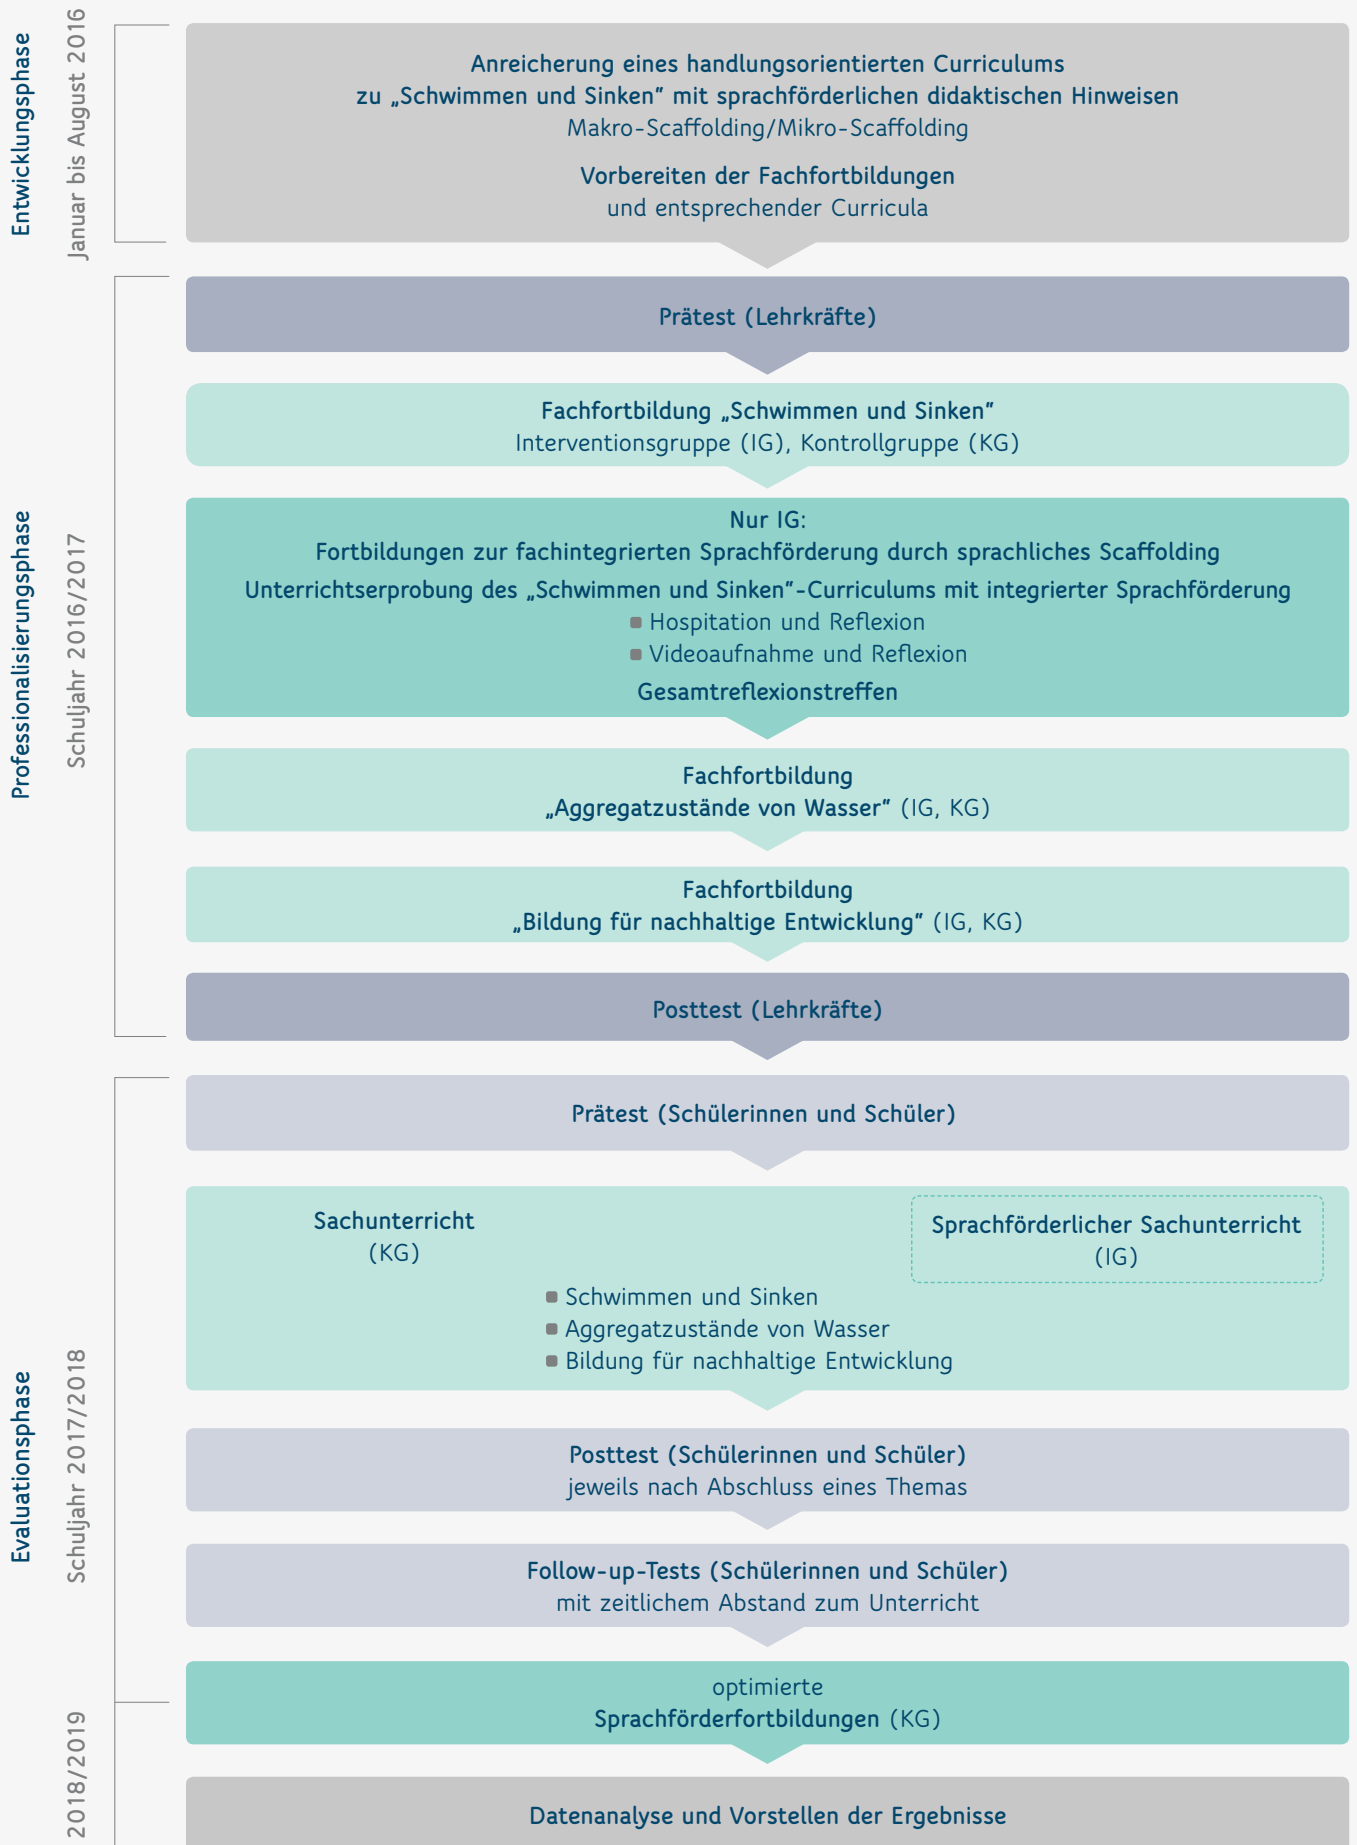 Entwicklungsphase
Januar bis August 2016
Anreicherung eines handlungsorientierten Curriculums
zu „Schwimmen und Sinken“ mit sprachförderlichen didaktischen Hinweisen
Makro-Scaffolding/Mikro-Scaffolding
Vorbereiten der Fachfortbildungen
und entsprechender Curricula
Professionalisierungsphase
Schuljahr 2016/2017
Prätest (Lehrkräfte)
Fachfortbildung „Schwimmen und Sinken“
Interventionsgruppe (IG), Kontrollgruppe (KG)
Nur IG:
Fortbildungen zur fachintegrierten Sprachförderung durch sprachliches Scaffolding
Unterrichtserprobung des „Schwimmen und Sinken“-Curriculums mit integrierter Sprachförderung
Hospitation und Reflexion
Videoaufnahme und Reflexion
Gesamtreflexionstreffen
Fachfortbildung
„Aggregatzustände von Wasser“ (IG, KG)
Fachfortbildung
„Bildung für nachhaltige Entwicklung“ (IG, KG)
Posttest (Lehrkräfte)
Evaluationsphase
Schuljahr 2017/2018
Prätest (Schülerinnen und Schüler)
Sachunterricht
(KG)
Sprachförderlicher Sachunterricht
(IG)
Schwimmen und Sinken
Aggregatzustände von Wasser
Bildung für nachhaltige Entwicklung
Posttest (Schülerinnen und Schüler)
jeweils nach Abschluss eines Themas
Follow-up-Tests (Schülerinnen und Schüler)
mit zeitlichem Abstand zum Unterricht
2018/2019
optimierte
Sprachförderfortbildungen (KG)
Datenanalyse und Vorstellen der Ergebnisse